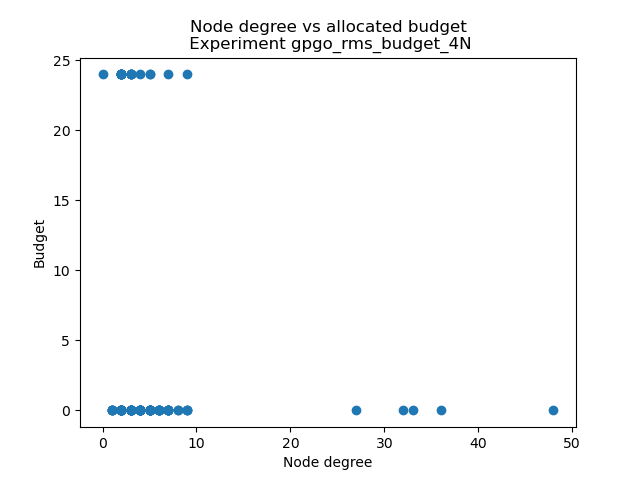 Node degree vs allocated budget
Experiment gpgo_rms_budget_4N
25
20
15
10
5
0
Budget
0 10 20 30 40 50
Node degree